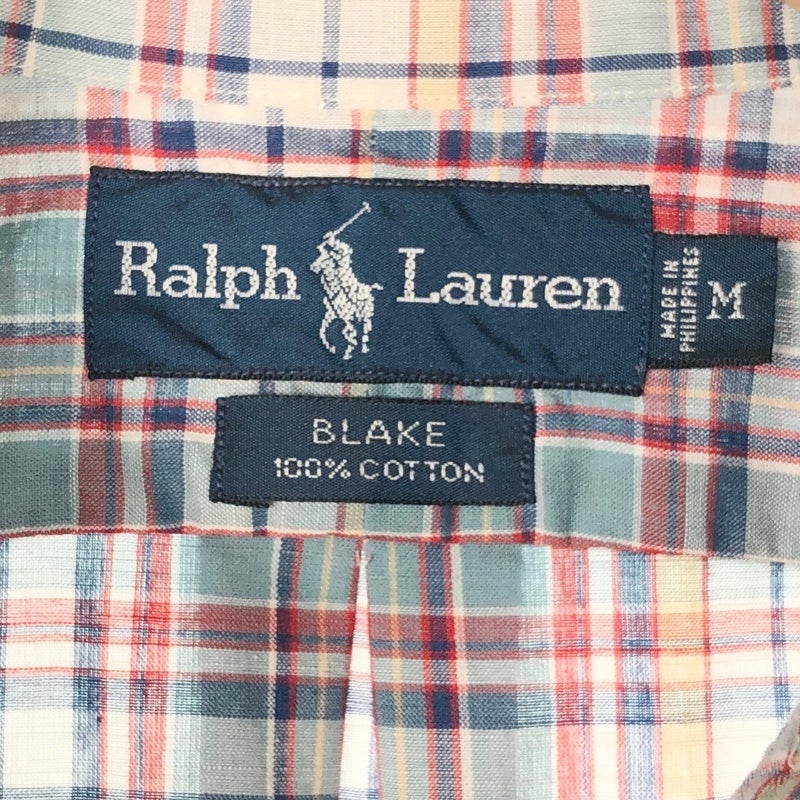 Ralph Lauren
MADE IN
PHILIPPINES
M
BLAKE
100% COTTON